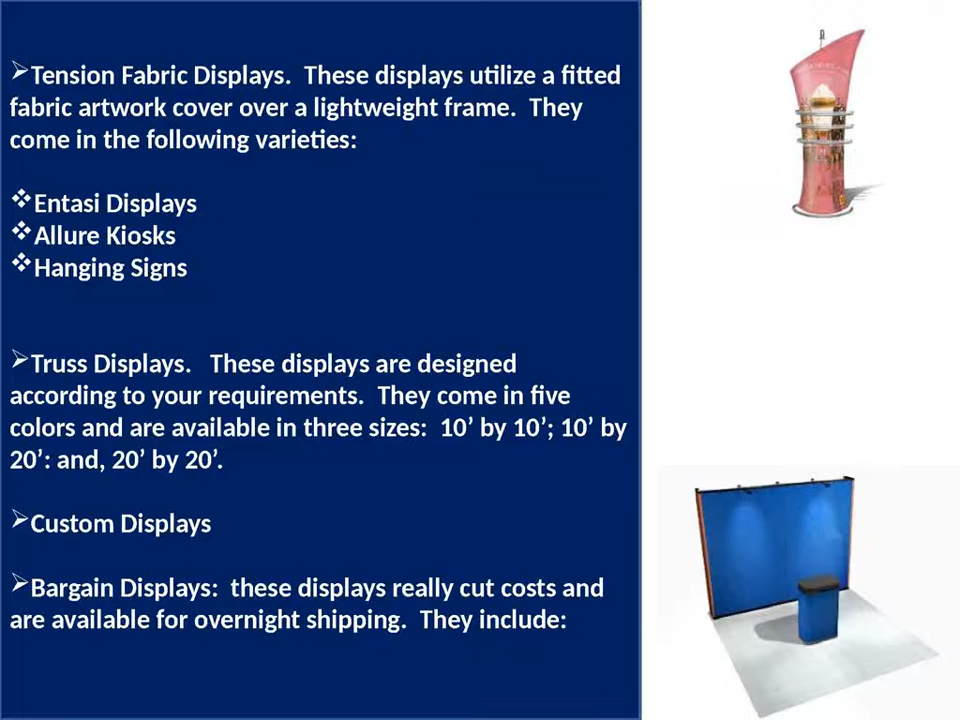 ➢Tension Fabric Displays.  These displays utilize a fitted
fabric artwork cover over a lightweight frame.  They
come in the following varieties:
❖Entasi Displays
❖Allure Kiosks
❖Hanging Signs
➢Truss Displays.   These displays are designed
according to your requirements.  They come in five
colors and are available in three sizes:  10’ by 10’; 10’ by
20’: and, 20’ by 20’.
➢Custom Displays
➢Bargain Displays:  these displays really cut costs and
are available for overnight shipping.  They include: